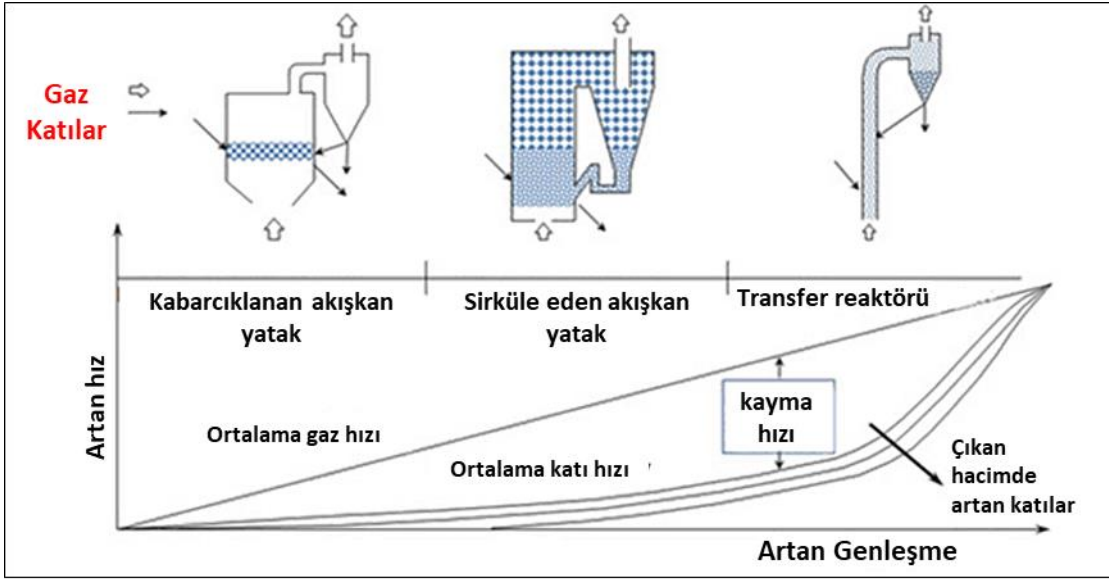 Gaz
Katılar
Kabarcıklanan akışkan
yatak
Sirküle eden akışkan
yatak
Transfer reaktörü
Artan hız
Ortalama gaz hızı
Ortalama katı hızı
kayma
hızı
Çıkan
hacimde
artan katılar
Artan Genleşme